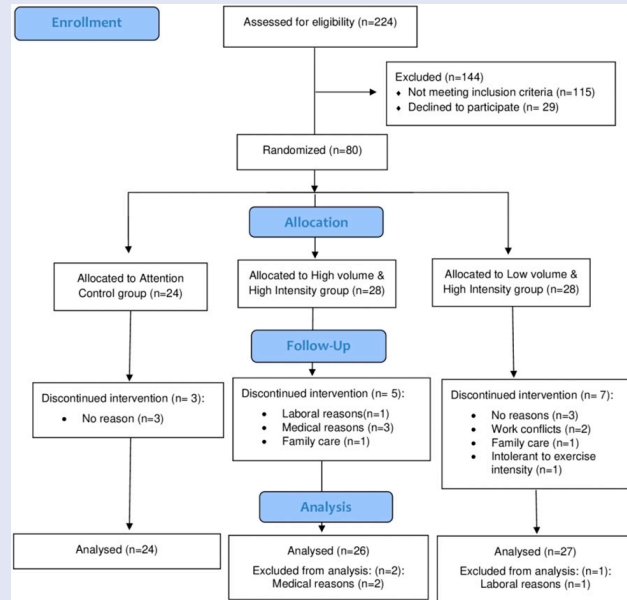 Enrollment
Assessed for eligibility (n=224)
Excluded (n=144)
♦ Not meeting inclusion criteria (n=115)
♦ Declined to participate (n= 29)
Randomized (n=80)
Allocation
Allocated to Attention
Control group (n=24)
Allocated to High volume &
High Intensity group (n=28)
Allocated to Low volume &
High Intensity group (n=28)
Follow-Up
Discontinued intervention (n= 3):
• No reason (n=3)
Discontinued intervention (n= 5):
• Laboral reasons(n=1)
• Medical reasons (n=3)
• Family care (n=1)
Discontinued intervention (n= 7):
• No reasons (n=3)
• Work conflicts (n=2)
• Family care (n=1)
• Intolerant to exercise
intensity (n=1)
Analysis
Analysed (n=24)
Analysed (n=26)
Excluded from analysis: (n=2):
Medical reasons (n=2)
Analysed (n=27)
Excluded from analysis: (n=1):
Laboral reasons (n=1)